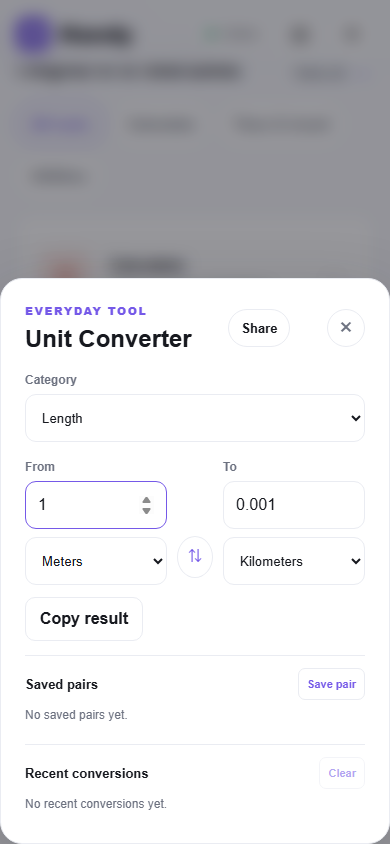 EVERYDAY TOOL
Unit Converter
Share
Category
Length
From
To
1
0.001
Meters
Kilometers
Copy result
Saved pairs
Save pair
No saved pairs yet.
Recent conversions
Clear
No recent conversions yet.